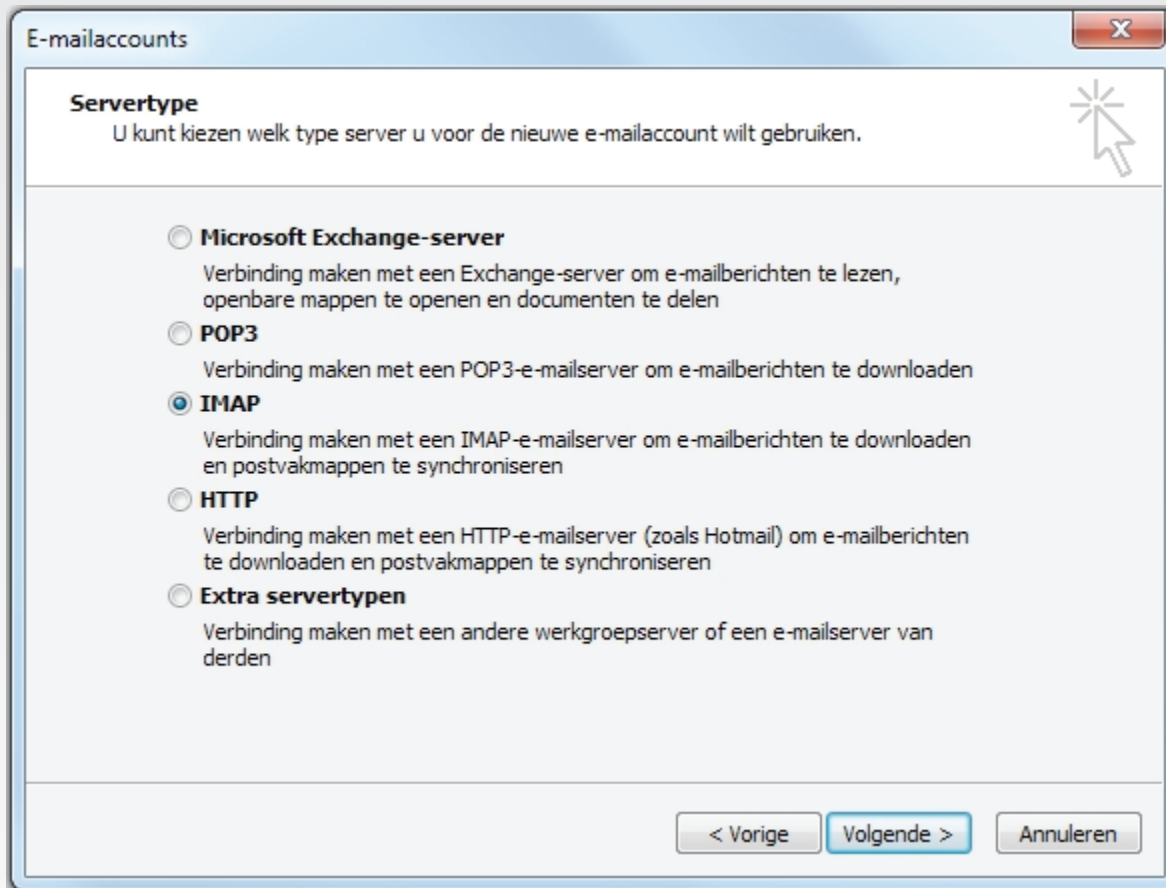 E-mailaccounts
Servertype
U kunt kiezen welk type server u voor de nieuwe e-mailaccount wilt gebruiken.
Microsoft Exchange-server
Verbinding maken met een Exchange-server om e-mailberichten te lezen,
openbare mappen te openen en documenten te delen
POP3
Verbinding maken met een POP3-e-mailserver om e-mailberichten te downloaden
IMAP
Verbinding maken met een IMAP-e-mailserver om e-mailberichten te downloaden
en postvakmappen te synchroniseren
HTTP
Verbinding maken met een HTTP-e-mailserver (zoals Hotmail) om e-mailberichten
te downloaden en postvakmappen te synchroniseren
Extra servertypen
Verbinding maken met een andere werkgroepserver of een e-mailserver van
derden
< Vorige Volgende > Annuleren